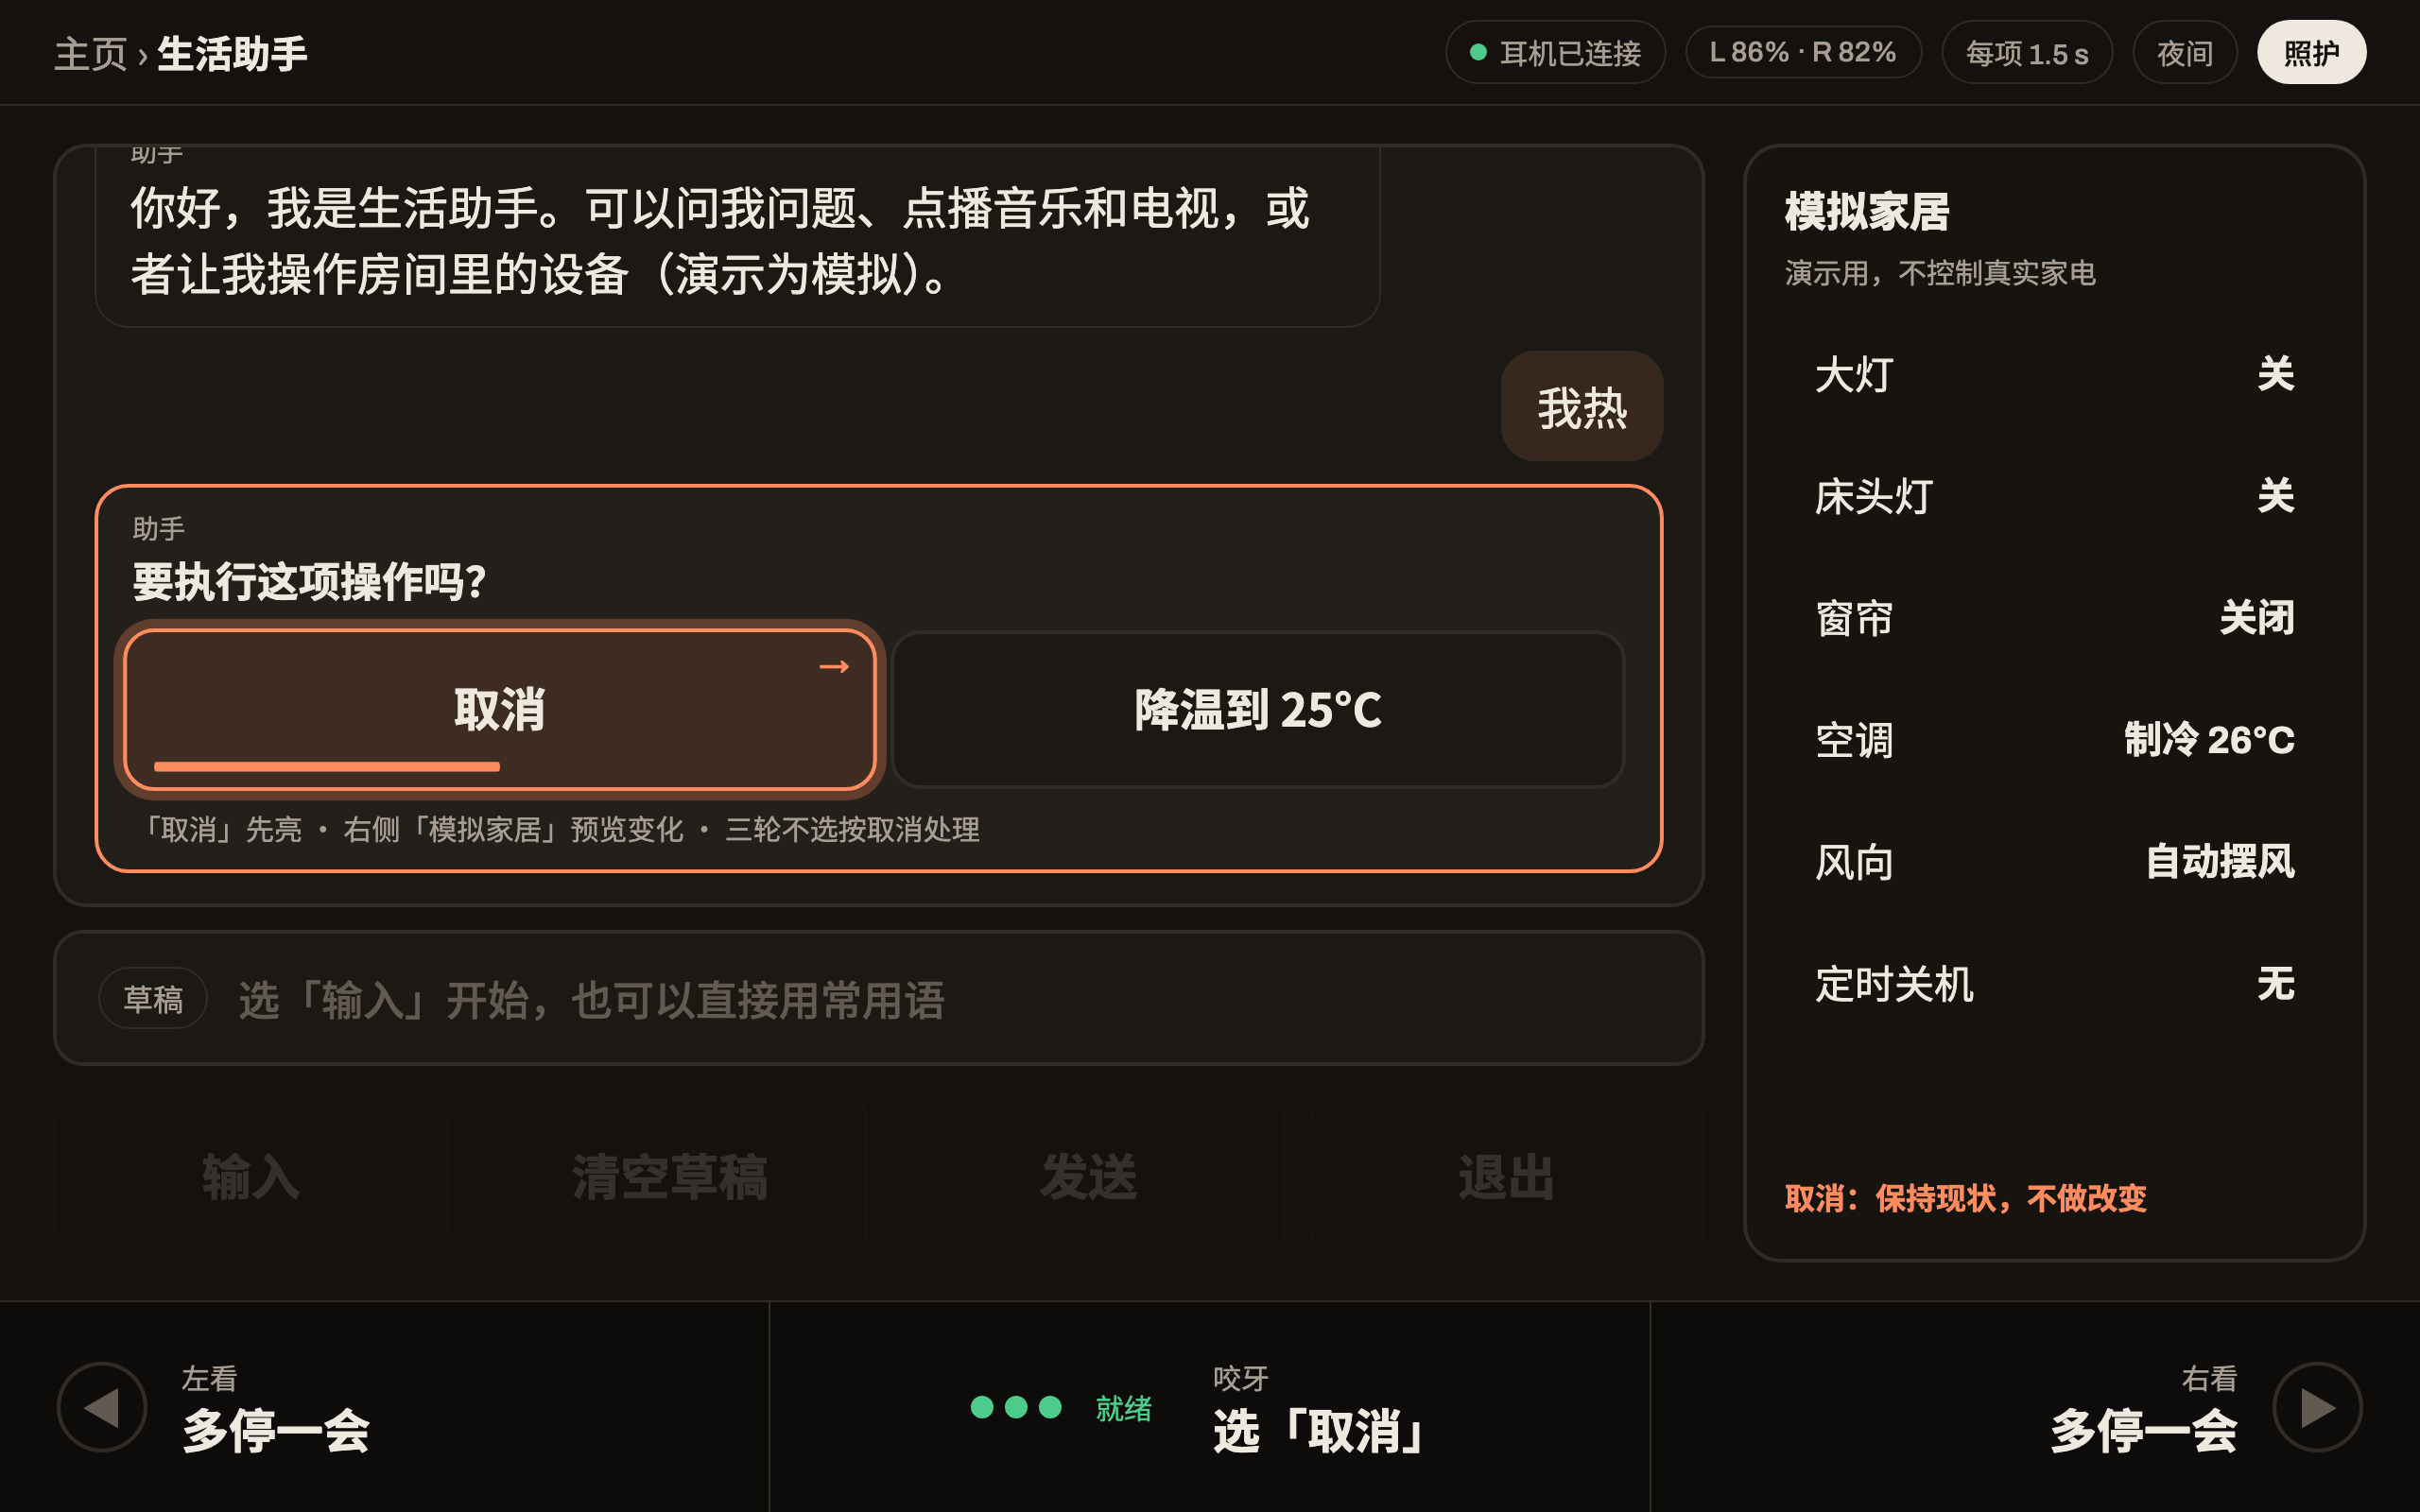 主页 › 生活助手
耳机已连接
L 86% · R 82%
每项 1.5 s
夜间
照护
助手
你好，我是生活助手。可以问我问题、点播音乐和电视，或
者让我操作房间里的设备（演示为模拟）。
我热
助手
要执行这项操作吗？
取消
→
降温到 25°C
「取消」先亮 · 右侧「模拟家居」预览变化 · 三轮不选按取消处理
草稿
选「输入」开始，也可以直接用常用语
输入
清空草稿
发送
退出
模拟家居
演示用，不控制真实家电
大灯 关
床头灯 关
窗帘 关闭
空调 制冷 26°C
风向 自动摆风
定时关机 无
取消：保持现状，不做改变
左看
多停一会
就绪
咬牙
选「取消」
右看
多停一会